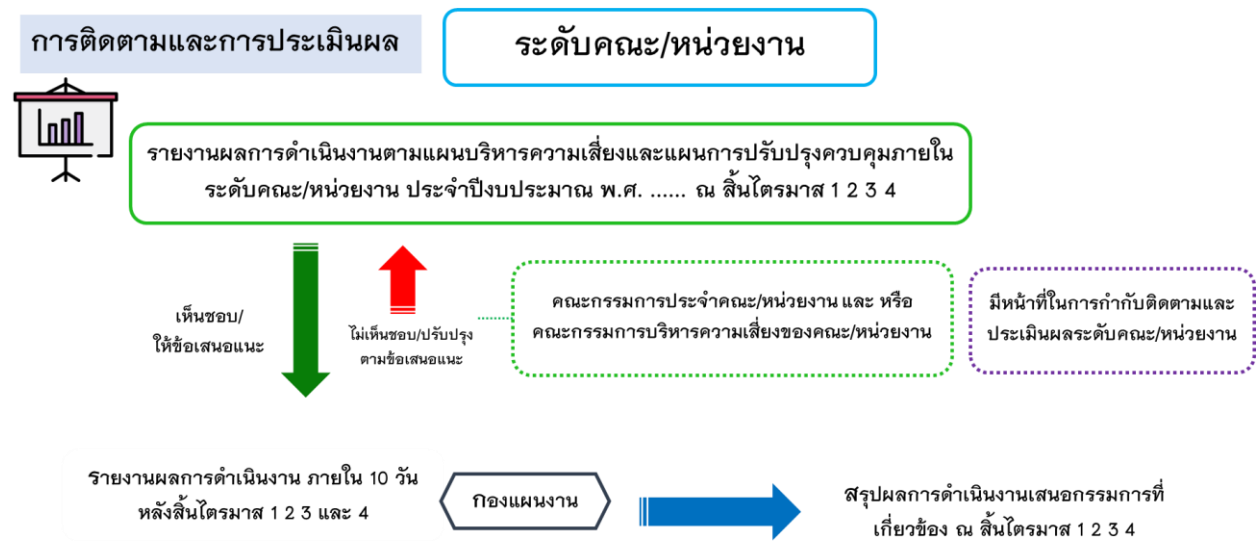 การติดตามและการประเมินผล
ระดับคณะ/หน่วยงาน
รายงานผลการดำเนินงานตามแผนบริหารความเสี่ยงและแผนการปรับปรุงควบคุมภายใน
ระดับคณะ/หน่วยงาน ประจำปีงบประมาณ พ.ศ. ...... ณ สิ้นไตรมาส 1 2 3 4
เห็นชอบ/
ให้ข้อเสนอแนะ
ไม่เห็นชอบ/ปรับปรุง
ตามข้อเสนอแนะ
คณะกรรมการประจำคณะ/หน่วยงาน และ หรือ
คณะกรรมการบริหารความเสี่ยงของคณะ/หน่วยงาน
มีหน้าที่ในการกำกับติดตามและ
ประเมินผลระดับคณะ/หน่วยงาน
รายงานผลการดำเนินงาน ภายใน 10 วัน
หลังสิ้นไตรมาส 1 2 3 และ 4
กองแผนงาน
สรุปผลการดำเนินงานเสนอกรรมการที่
เกี่ยวข้อง ณ สิ้นไตรมาส 1 2 3 4